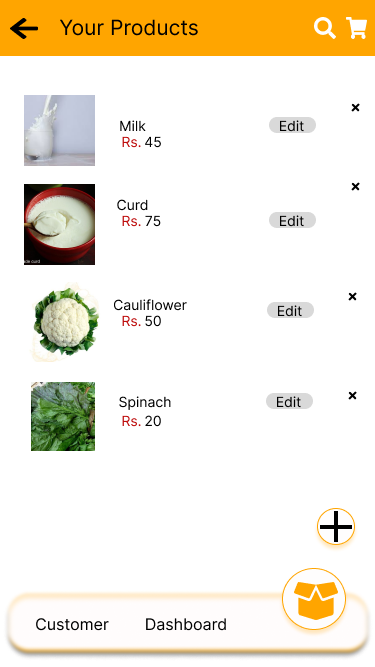 Your Products
Milk
Rs. 45
Edit
Curd
Rs. 75
Edit
Cauliflower
Rs. 50
Edit
Spinach
Rs. 20
Edit
Customer Dashboard